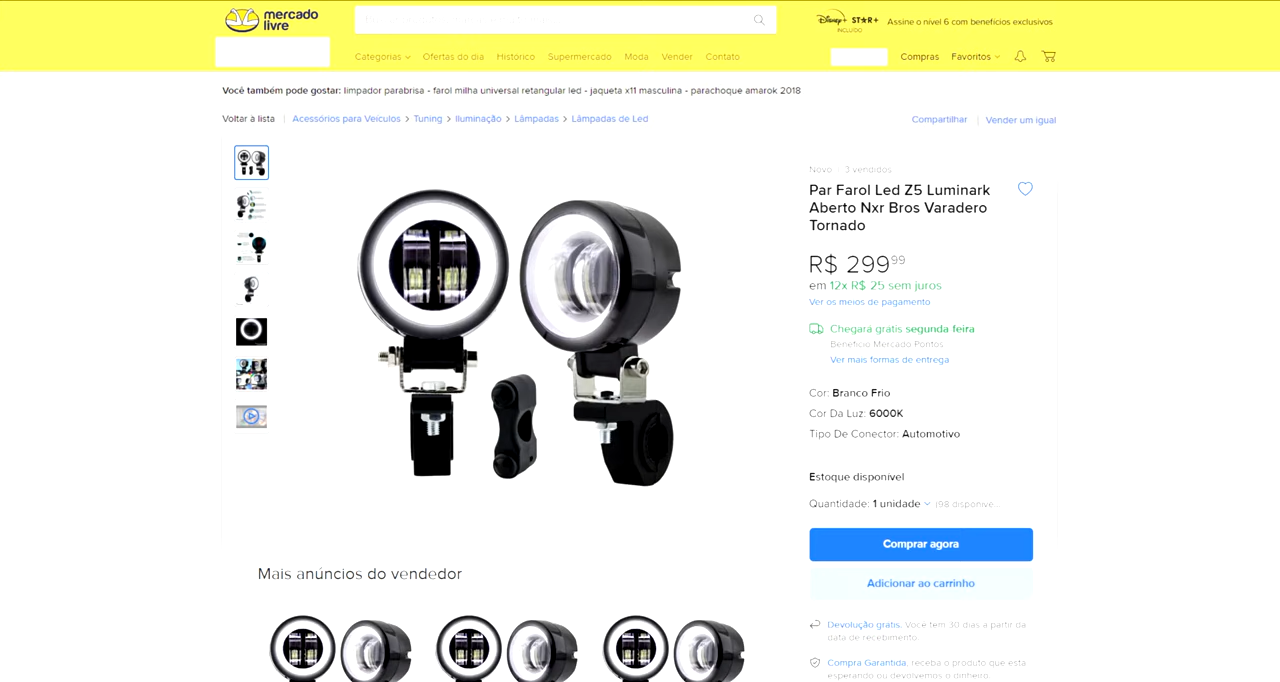 mercado
livre
Disney+ ST★R+
INCLUÍDO
Assine o nível 6 com benefícios exclusivos
Categorias Ofertas do dia Histórico Supermercado Moda Vender Contato
Compras Favoritos
Você também pode gostar: limpador parabrisa - farol milha universal retangular led - jaqueta x11 masculina - parachoque amarok 2018
Voltar à lista | Acessórios para Veículos > Tuning > Iluminação > Lâmpadas > Lâmpadas de Led
Compartilhar | Vender um igual
Novo 3 vendidos
Par Farol Led Z5 Luminark
Aberto Nxr Bros Varadero
Tornado
R$ 299 99
em 12x R$ 25 sem juros
Ver os meios de pagamento
Chegará grátis segunda-feira
Benefício Mercado Pontos
Ver mais formas de entrega
Cor: Branco Frio
Cor Da Luz: 6000K
Tipo De Conector: Automotivo
Estoque disponível
Quantidade: 1 unidade (98 disponíve...
Comprar agora
Adicionar ao carrinho
Devolução grátis. Você tem 30 dias a partir da
data de recebimento.
Compra Garantida, receba o produto que está
esperando ou devolvemos o dinheiro.
Mais anúncios do vendedor